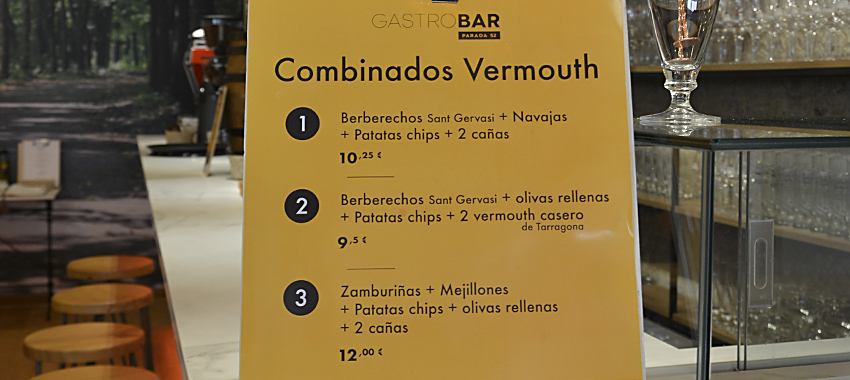 GASTROBAR
PARADA 52
Combinados Vermouth
1 Berberechos Sant Gervasi + Navajas
+ Patatas chips + 2 cañas
10,25 €
2 Berberechos Sant Gervasi + olivas rellenas
+ Patatas chips + 2 vermouth casero
de Tarragona
9,5 €
3 Zamburiñas + Mejillones
+ Patatas chips + olivas rellenas
+ 2 cañas
12,00 €